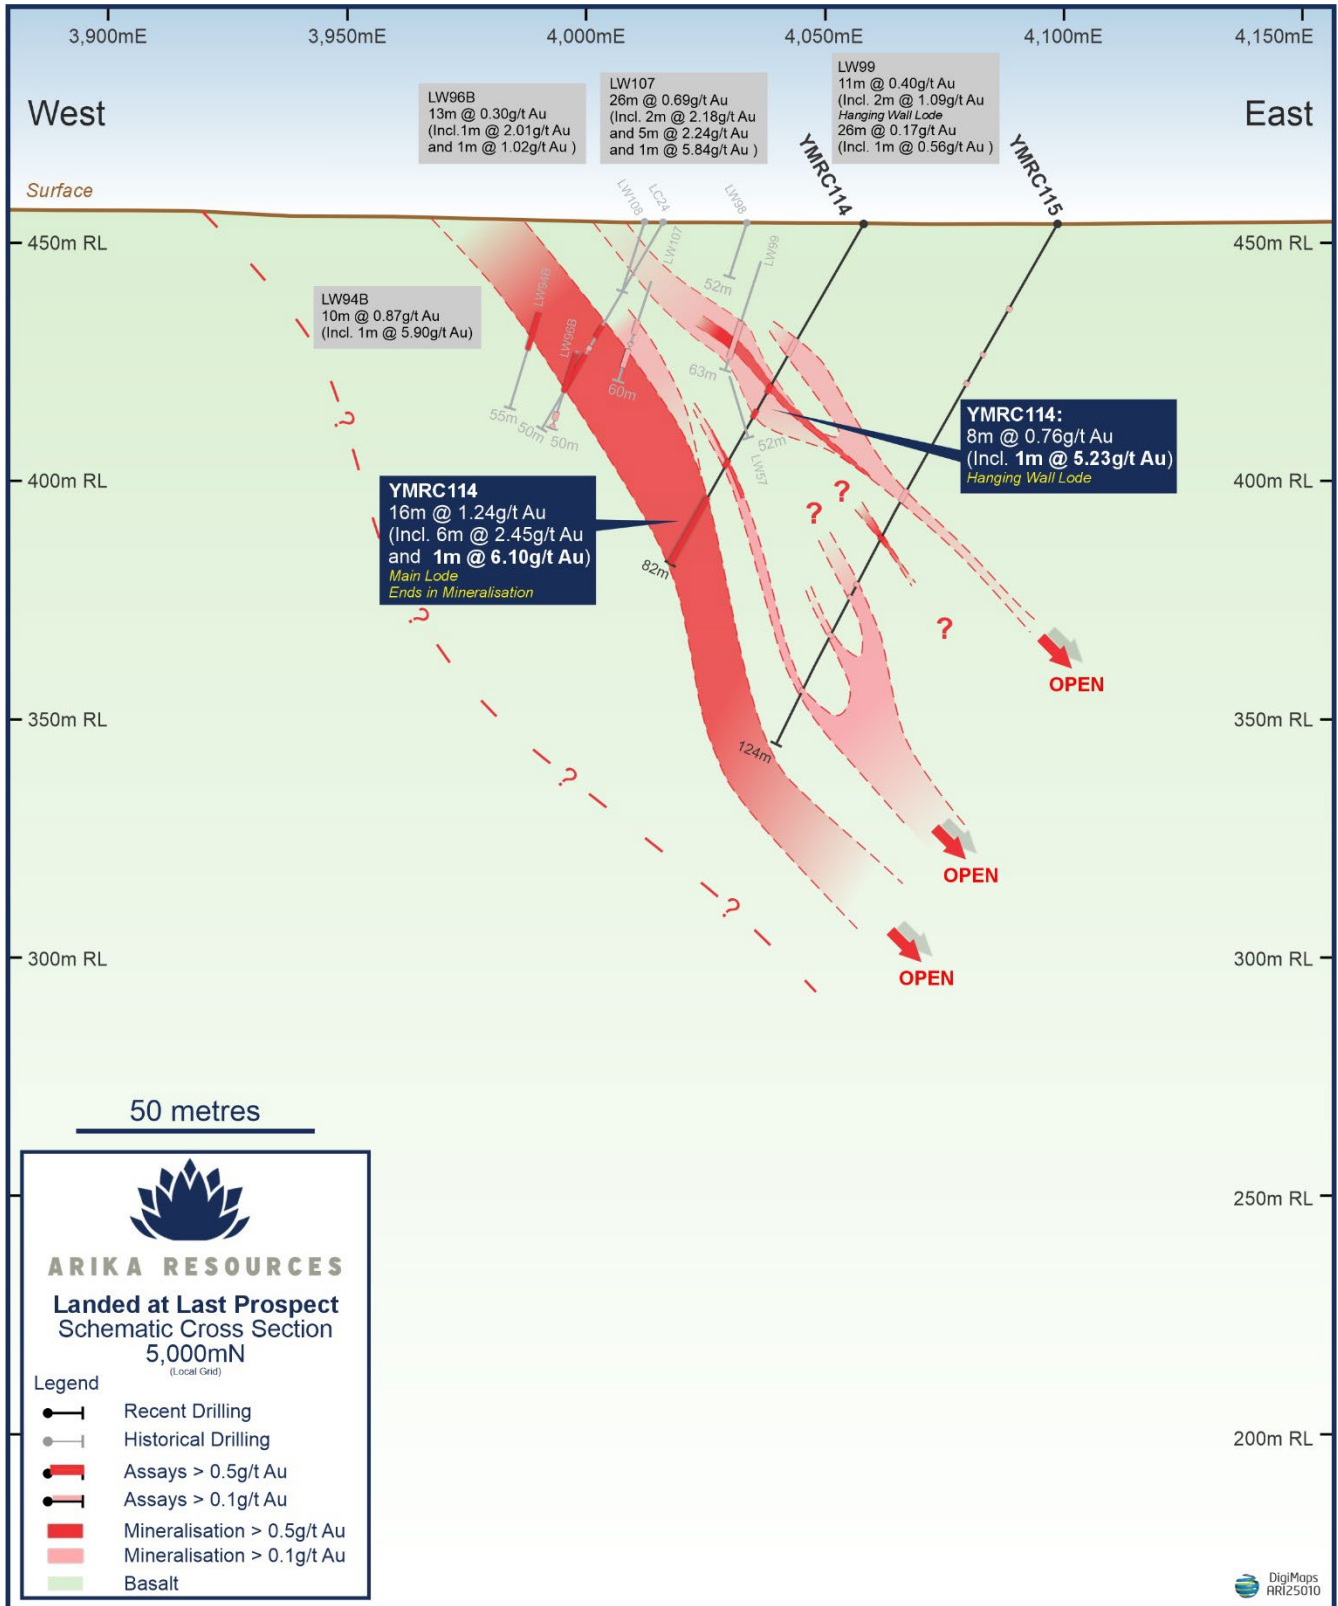 3,900mE
3,950mE
4,000mE
4,050mE
4,100mE
4,150mE
West
East
LW96B
13m @ 0.30g/t Au
(Incl.1m @ 2.01g/t Au
and 1m @ 1.02g/t Au )
LW107
26m @ 0.69g/t Au
(Incl. 2m @ 2.18g/t Au
and 5m @ 2.24g/t Au
and 1m @ 5.84g/t Au )
LW99
11m @ 0.40g/t Au
(Incl. 2m @ 1.09g/t Au
Hanging Wall Lode
26m @ 0.17g/t Au
(Incl. 1m @ 0.56g/t Au )
Surface
LW108
LC24
LW107
LW98
LW99
YMRC114
YMRC115
450m RL
450m RL
LW94B
10m @ 0.87g/t Au
(Incl. 1m @ 5.90g/t Au)
LW94B
LW96B
52m
63m
60m
55m
50m
50m
52m
LW57
?
YMRC114:
8m @ 0.76g/t Au
(Incl. 1m @ 5.23g/t Au)
Hanging Wall Lode
400m RL
400m RL
YMRC114
16m @ 1.24g/t Au
(Incl. 6m @ 2.45g/t Au
and 1m @ 6.10g/t Au)
Main Lode
Ends in Mineralisation
?
?
82m
?
?
OPEN
350m RL
350m RL
124m
?
OPEN
?
300m RL
300m RL
OPEN
50 metres
250m RL
200m RL
ARIKA RESOURCES
Landed at Last Prospect
Schematic Cross Section
5,000mN
(Local Grid)
Legend
Recent Drilling
Historical Drilling
Assays > 0.5g/t Au
Assays > 0.1g/t Au
Mineralisation > 0.5g/t Au
Mineralisation > 0.1g/t Au
Basalt
DigiMaps
ARI25010